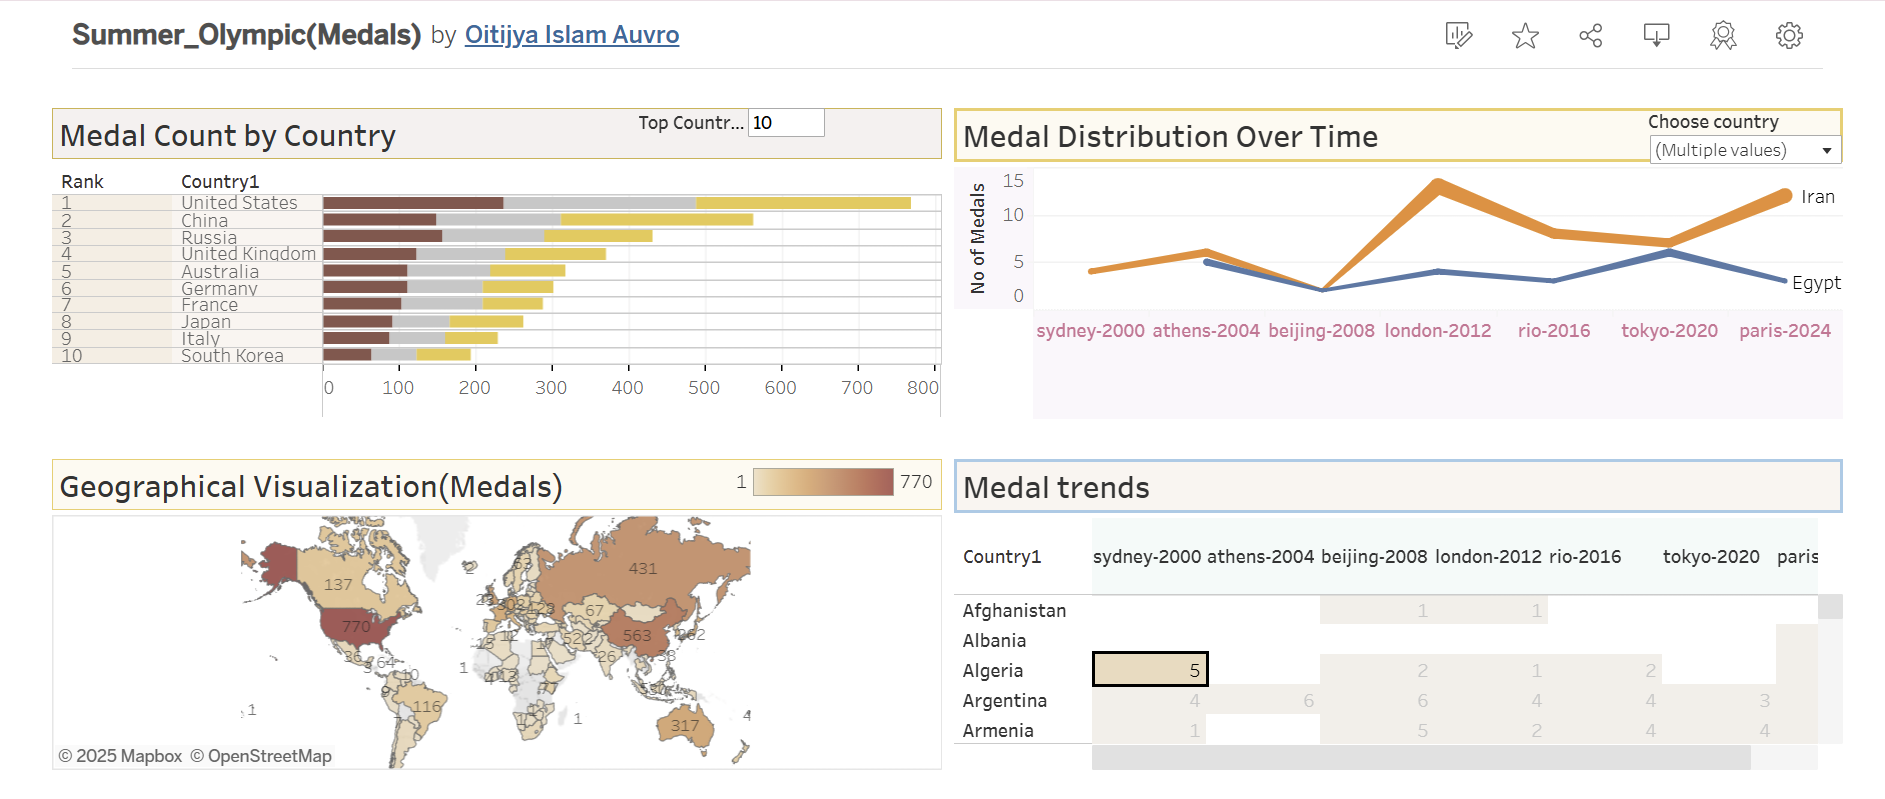 Summer_Olympic(Medals) by Oitijya Islam Auvro
Medal Count by Country
Top Countr... 10
Rank Country1
1 United States
2 China
3 Russia
4 United Kingdom
5 Australia
6 Germany
7 France
8 Japan
9 Italy
10 South Korea
0 100 200 300 400 500 600 700 800
Medal Distribution Over Time
Choose country
(Multiple values)
No of Medals
15
10
5
0
Iran
Egypt
sydney-2000 athens-2004 beijing-2008 london-2012 rio-2016 tokyo-2020 paris-2024
Geographical Visualization(Medals)
1 770
137
431
770
67
563
262
522
26
36
64
10
9
116
1
1
1
317
4
© 2025 Mapbox © OpenStreetMap
Medal trends
Country1 sydney-2000 athens-2004 beijing-2008 london-2012 rio-2016 tokyo-2020 paris
Afghanistan 1 1
Albania
Algeria 5 2 1 2
Argentina 4 6 6 4 4 3
Armenia 1 5 2 4 4